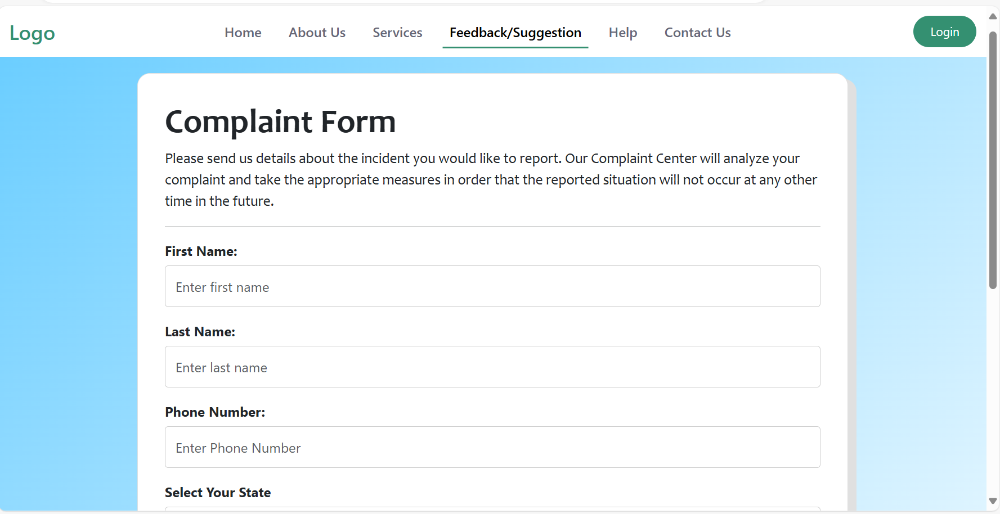 Logo
Home About Us Services Feedback/Suggestion Help Contact Us
Login
Complaint Form
Please send us details about the incident you would like to report. Our Complaint Center will analyze your
complaint and take the appropriate measures in order that the reported situation will not occur at any other
time in the future.
First Name:
Enter first name
Last Name:
Enter last name
Phone Number:
Enter Phone Number
Select Your State